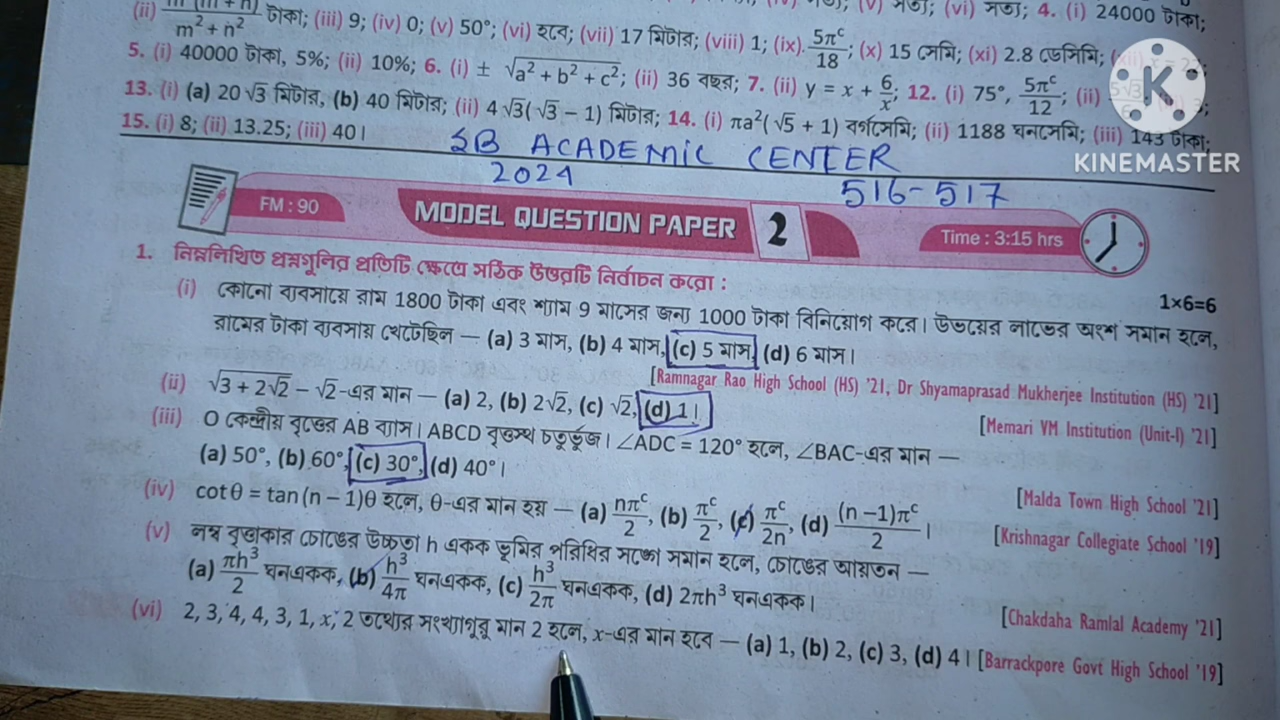 (ii) m² + n² টাকা; (iii) 9; (iv) 0; (v) 50°; (vi) হবে; (vii) 17 মিটার; (viii) 1; (ix). 5πᶜ/18; (x) 15 সেমি; (xi) 2.8 ডেসিমি;
(v) সত্য; (vi) সত্য; 4. (i) 24000 টাকা;
5. (i) 40000 টাকা, 5%; (ii) 10%; 6. (i) ± √(a² + b² + c²); (ii) 36 বছর; 7. (ii) y = x + 6/x; 12. (i) 75°, 5πᶜ/12; (ii)
13. (i) (a) 20√3 মিটার, (b) 40 মিটার; (ii) 4√3(√3 − 1) মিটার; 14. (i) πa²(√5 + 1) বর্গসেমি; (ii) 1188 ঘনসেমি; (iii) 143 টাকা;
15. (i) 8; (ii) 13.25; (iii) 40।
K
KINEMASTER
SB ACADEMIC CENTER
2024 516-517
FM : 90 MODEL QUESTION PAPER 2 Time : 3:15 hrs
1. নিম্নলিখিত প্রশ্নগুলির প্রতিটি ক্ষেত্রে সঠিক উত্তরটি নির্বাচন করো : 1×6=6
(i) কোনো ব্যবসায়ে রাম 1800 টাকা এবং শ্যাম 9 মাসের জন্য 1000 টাকা বিনিয়োগ করে। উভয়ের লাভের অংশ সমান হলে,
রামের টাকা ব্যবসায় খেটেছিল — (a) 3 মাস, (b) 4 মাস, (c) 5 মাস, (d) 6 মাস।
[Ramnagar Rao High School (HS) '21, Dr Shyamaprasad Mukherjee Institution (HS) '21]
(ii) √(3 + 2√2) − √2-এর মান — (a) 2, (b) 2√2, (c) √2, (d) 1। [Memari VM Institution (Unit-I) '21]
(iii) O কেন্দ্রীয় বৃত্তের AB ব্যাস। ABCD বৃত্তস্থ চতুর্ভুজ। ∠ADC = 120° হলে, ∠BAC-এর মান —
(a) 50°, (b) 60°, (c) 30°, (d) 40°। [Malda Town High School '21]
(iv) cotθ = tan(n − 1)θ হলে, θ-এর মান হয় — (a) nπᶜ/2, (b) πᶜ/2, (c) πᶜ/2n, (d) (n −1)πᶜ/2। [Krishnagar Collegiate School '19]
(v) লম্ব বৃত্তাকার চোঙের উচ্চতা h একক ভূমির পরিধির সঙ্গে সমান হলে, চোঙের আয়তন —
(a) πh³/2 ঘনএকক, (b) h³/4π ঘনএকক, (c) h³/2π ঘনএকক, (d) 2πh³ ঘনএকক। [Chakdaha Ramlal Academy '21]
(vi) 2, 3, 4, 4, 3, 1, x, 2 তথ্যের সংখ্যাগুরু মান 2 হলে, x-এর মান হবে — (a) 1, (b) 2, (c) 3, (d) 4। [Barrackpore Govt High School '19]